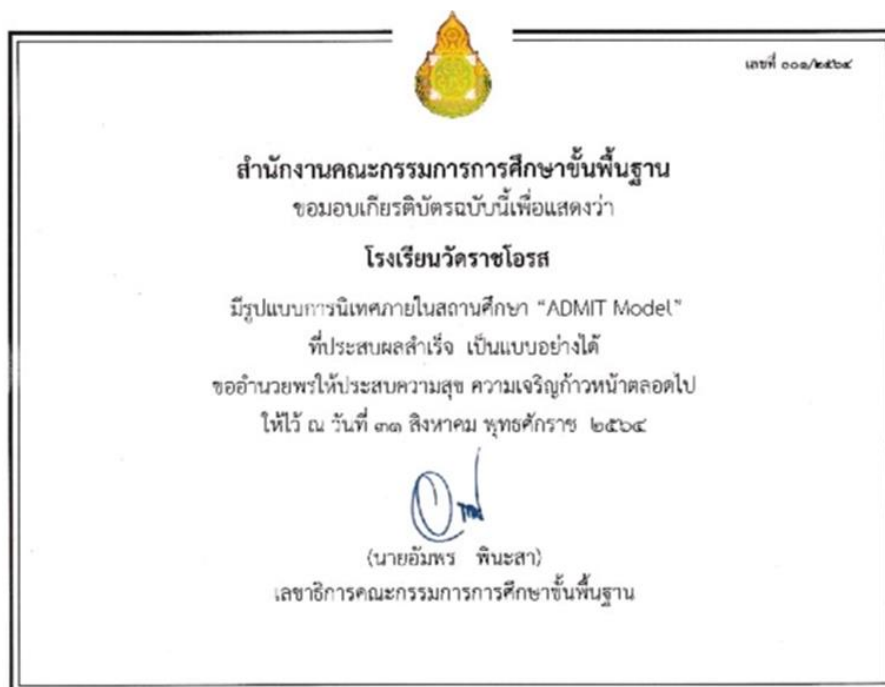 เลขที่ ๐๐๑/๒๕๖๔
สำนักงานคณะกรรมการการศึกษาขั้นพื้นฐาน
ขอมอบเกียรติบัตรฉบับนี้เพื่อแสดงว่า
โรงเรียนวัดราชโอรส
มีรูปแบบการนิเทศภายในสถานศึกษา “ADMIT Model”
ที่ประสบผลสำเร็จ เป็นแบบอย่างได้
ขออำนวยพรให้ประสบความสุข ความเจริญก้าวหน้าตลอดไป
ให้ไว้ ณ วันที่ ๓๑ สิงหาคม พุทธศักราช ๒๕๖๔
(นายอัมพร พินะสา)
เลขาธิการคณะกรรมการการศึกษาขั้นพื้นฐาน